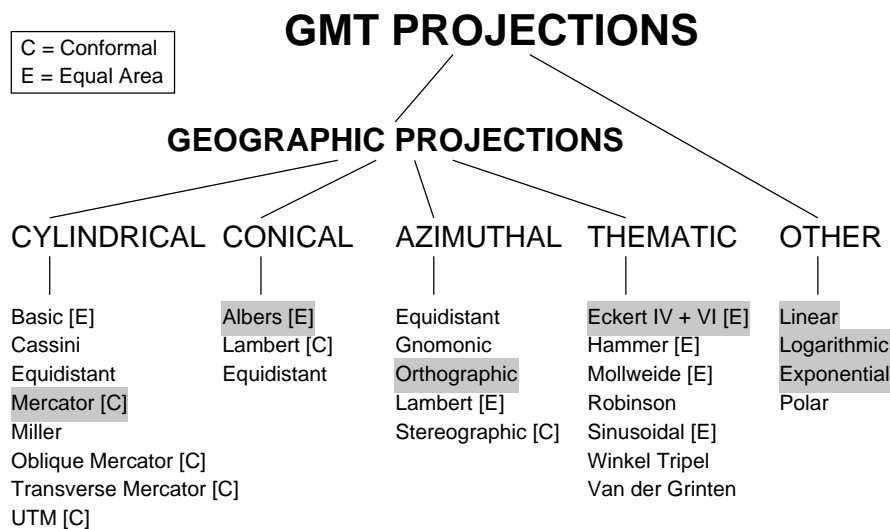 GMT PROJECTIONS
C = Conformal
E = Equal Area
GEOGRAPHIC PROJECTIONS
CYLINDRICAL
Basic [E]
Cassini
Equidistant
Mercator [C]
Miller
Oblique Mercator [C]
Transverse Mercator [C]
UTM [C]
CONICAL
Albers [E]
Lambert [C]
Equidistant
AZIMUTHAL
Equidistant
Gnomonic
Orthographic
Lambert [E]
Stereographic [C]
THEMATIC
Eckert IV + VI [E]
Hammer [E]
Mollweide [E]
Robinson
Sinusoidal [E]
Winkel Tripel
Van der Grinten
OTHER
Linear
Logarithmic
Exponential
Polar